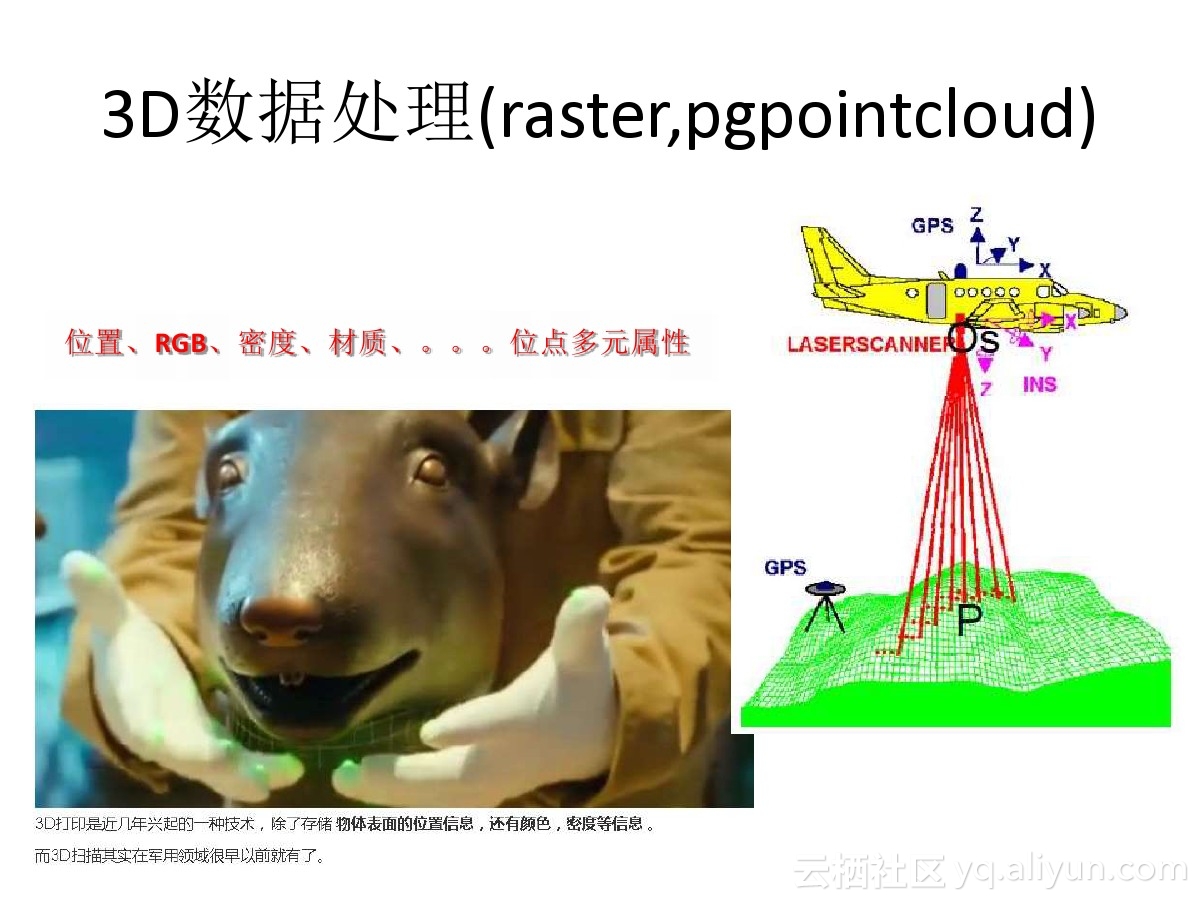 3D数据处理(raster,pgpointcloud)
位置、RGB、密度、材质、。。。位点多元属性
GPS
Z
Y
X
LASERSCANNER
Os
X
Y
Z
INS
GPS
P
3D打印是近几年兴起的一种技术，除了存储 物体表面的位置信息，还有颜色，密度等信息 。
而3D扫描其实在军用领域很早以前就有了。
云栖社区 yq.aliyun.com